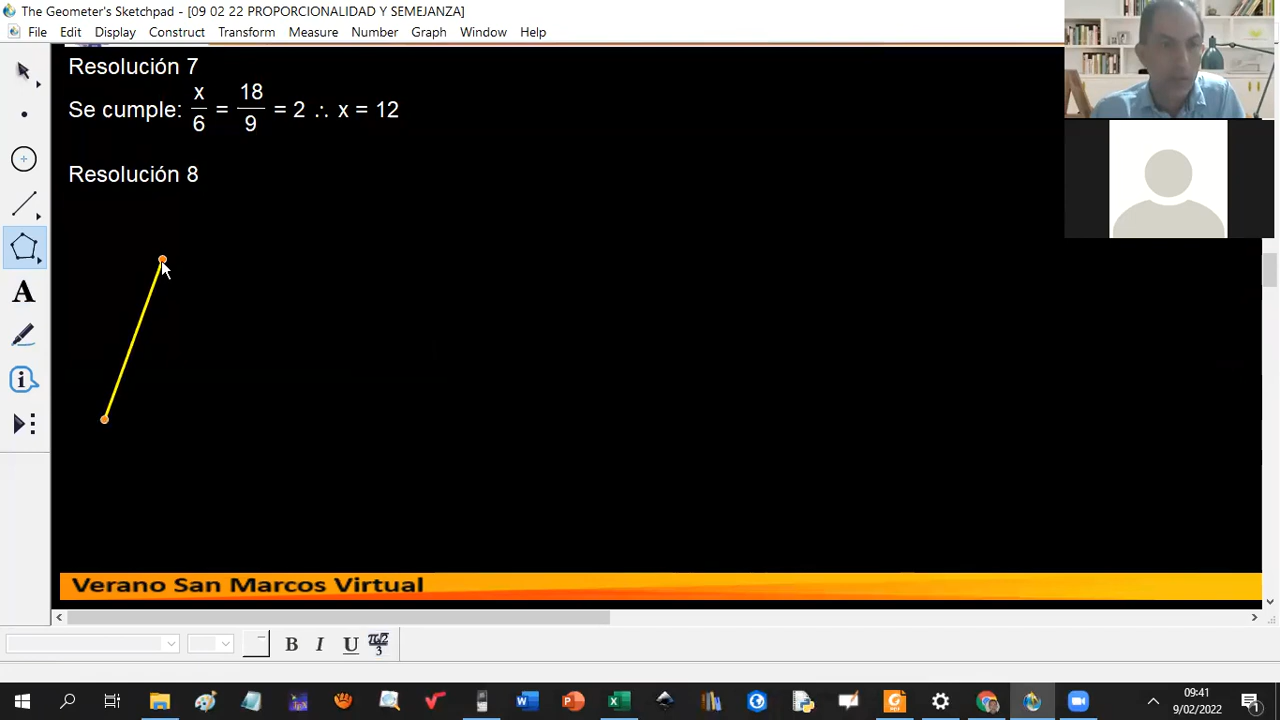 The Geometer's Sketchpad - [09 02 22 PROPORCIONALIDAD Y SEMEJANZA]
File Edit Display Construct Transform Measure Number Graph Window Help
Resolución 7
Se cumple: x/6 = 18/9 = 2 ∴ x = 12
Resolución 8
A
Verano San Marcos Virtual
B I U
09:41
9/02/2022